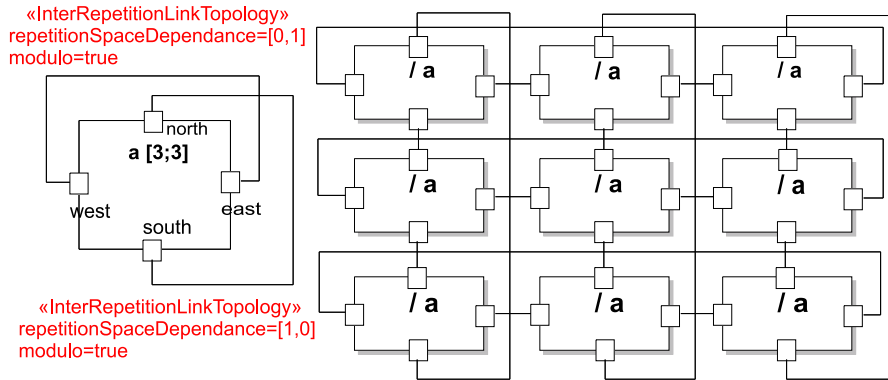 «InterRepetitionLinkTopology»
repetitionSpaceDependance=[0,1]
modulo=true
north
a [3;3]
west
east
south
«InterRepetitionLinkTopology»
repetitionSpaceDependance=[1,0]
modulo=true
/ a
/ a
/ a
/ a
/ a
/ a
/ a
/ a
/ a